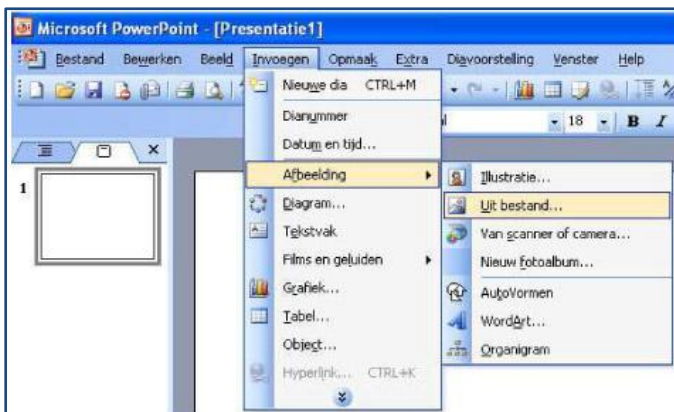 Microsoft PowerPoint - [Presentatie1]
Bestand Bewerken Beeld Invoegen Opmaak Extra Diavoorstelling Venster Help
Nieuwe dia CTRL+M
18 B I
Dianummer
Datum en tijd...
Afbeelding
Diagram...
Tekstvak
Films en geluiden
Grafiek...
Tabel...
Object...
Hyperlink... CTRL+K
Illustratie...
Uit bestand...
Van scanner of camera...
Nieuw fotoalbum...
AutoVormen
WordArt...
Organigram
1